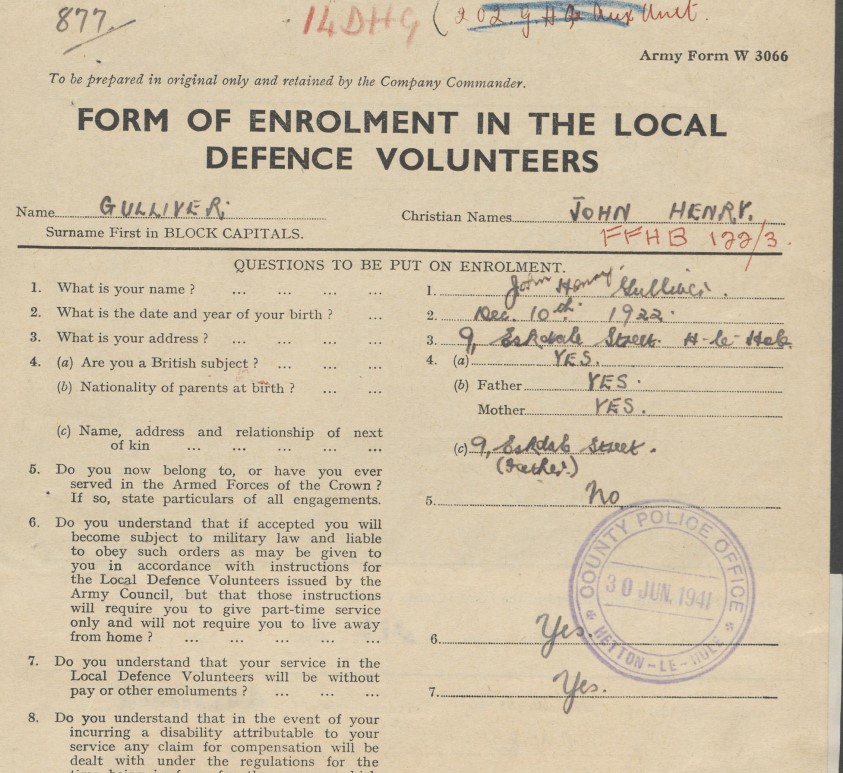 877.
14DHG (202. G.H.Q. Aux Unit.
Army Form W 3066
To be prepared in original only and retained by the Company Commander.
FORM OF ENROLMENT IN THE LOCAL
DEFENCE VOLUNTEERS
Name GULLIVER. Christian Names JOHN HENRY.
Surname First in BLOCK CAPITALS. FFHB 122/3.
QUESTIONS TO BE PUT ON ENROLMENT.
1. What is your name ? ... ... ... 1. John Henry Gulliver.
2. What is the date and year of your birth ? ... 2. Dec. 10th 1922.
3. What is your address ? ... ... ... 3. 9, Eskdale Street. H-le-Hole.
4. (a) Are you a British subject ? ... ... ... 4. (a) YES.
(b) Nationality of parents at birth ? ... ... (b) Father YES.
Mother YES.
(c) Name, address and relationship of next
of kin ... ... ... ... ... (c) 9, Eskdale Street.
(Father.)
5. Do you now belong to, or have you ever
served in the Armed Forces of the Crown ?
If so, state particulars of all engagements. 5. No
6. Do you understand that if accepted you will
become subject to military law and liable
to obey such orders as may be given to
you in accordance with instructions for
the Local Defence Volunteers issued by the
Army Council, but that those instructions
will require you to give part-time service
only and will not require you to live away
from home ? ... ... ... ... ... 6. Yes.
COUNTY POLICE OFFICE
30 JUN. 1941
HETTON-LE-HOLE
7. Do you understand that your service in the
Local Defence Volunteers will be without
pay or other emoluments ? ... ... ... 7. Yes.
8. Do you understand that in the event of your
incurring a disability attributable to your
service any claim for compensation will be
dealt with under the regulations for the